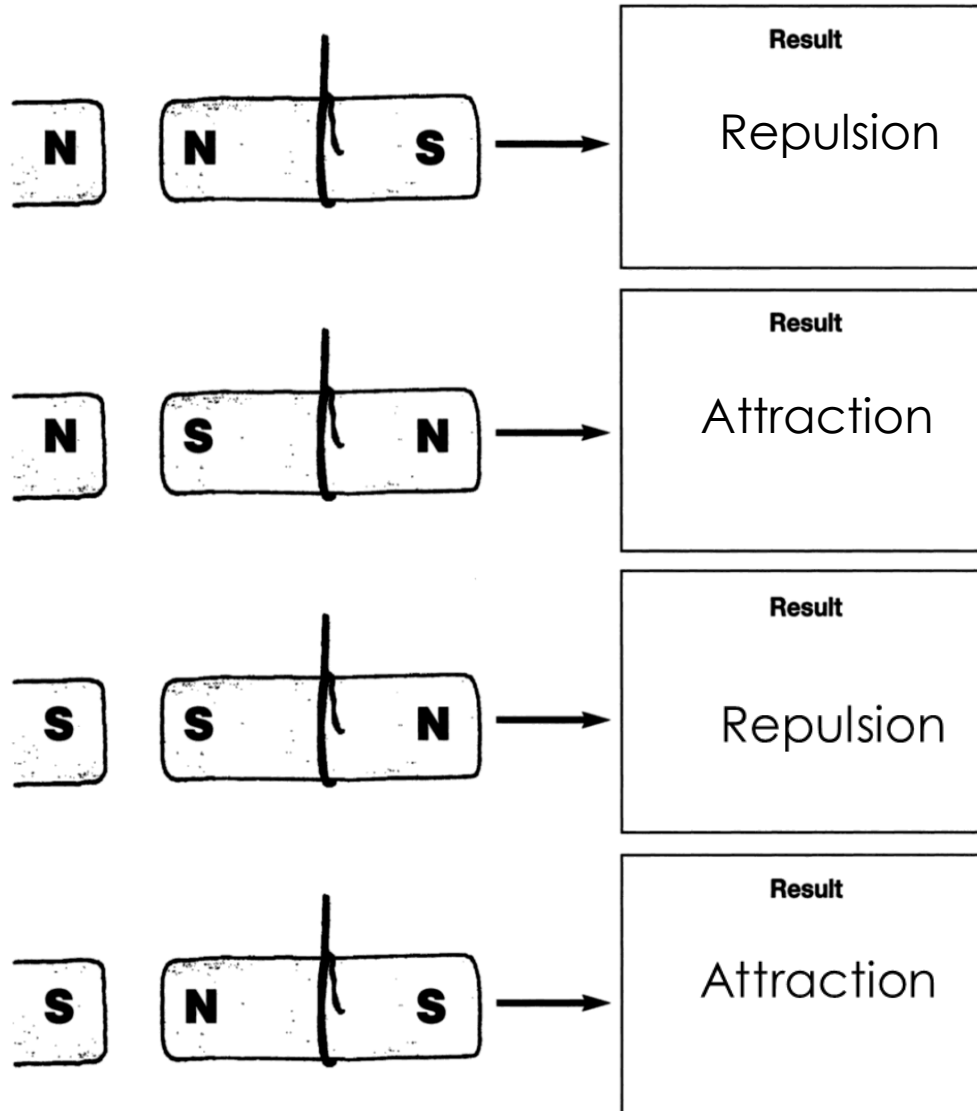 Result
N N S Repulsion
Result
N S N Attraction
Result
S S N Repulsion
Result
S N S Attraction